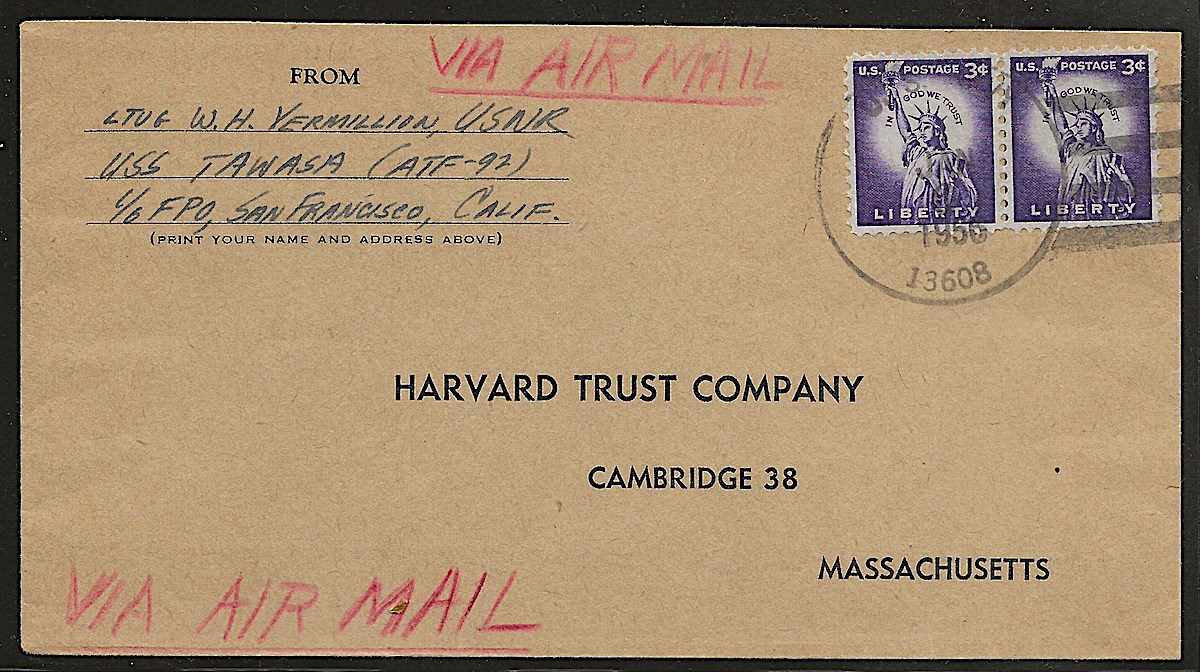 FROM
VIA AIR MAIL
LTJG W. H. VERMILLION, USNR
USS TAWASA (ATF-92)
c/o FPO, SAN FRANCISCO, CALIF.
(PRINT YOUR NAME AND ADDRESS ABOVE)
U.S. POSTAGE 3¢
IN GOD WE TRUST
LIBERTY
U.S. POSTAGE 3¢
IN GOD WE TRUST
LIBERTY
1956
13608
HARVARD TRUST COMPANY
CAMBRIDGE 38
MASSACHUSETTS
VIA AIR MAIL